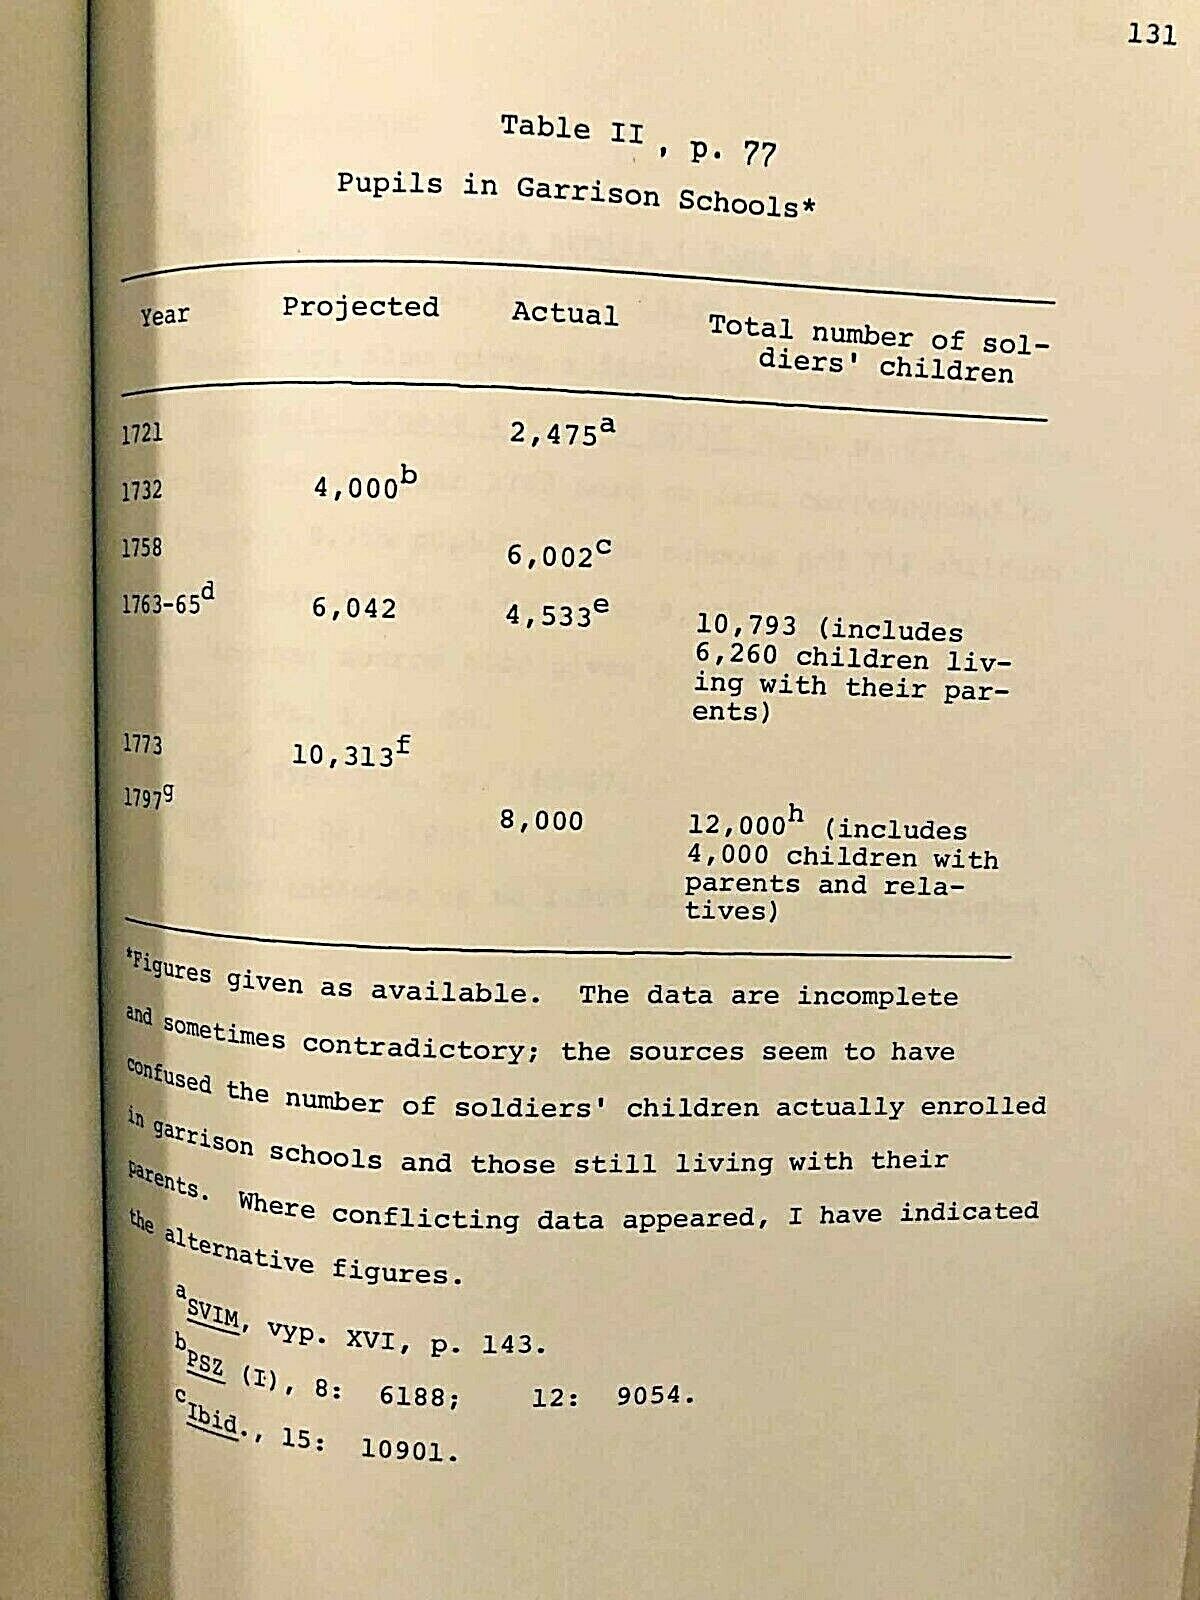 131
Table II , p. 77
Pupils in Garrison Schools*
Year Projected Actual Total number of sol-
diers' children
1721 2,475a
1732 4,000b
1758 6,002c
1763-65d 6,042 4,533e 10,793 (includes
6,260 children liv-
ing with their par-
ents)
1773 10,313f
1797g 8,000 12,000h (includes
4,000 children with
parents and rela-
tives)
*Figures given as available. The data are incomplete
and sometimes contradictory; the sources seem to have
confused the number of soldiers' children actually enrolled
in garrison schools and those still living with their
parents. Where conflicting data appeared, I have indicated
the alternative figures.
aSVIM, vyp. XVI, p. 143.
bPSZ (I), 8: 6188; 12: 9054.
cIbid., 15: 10901.